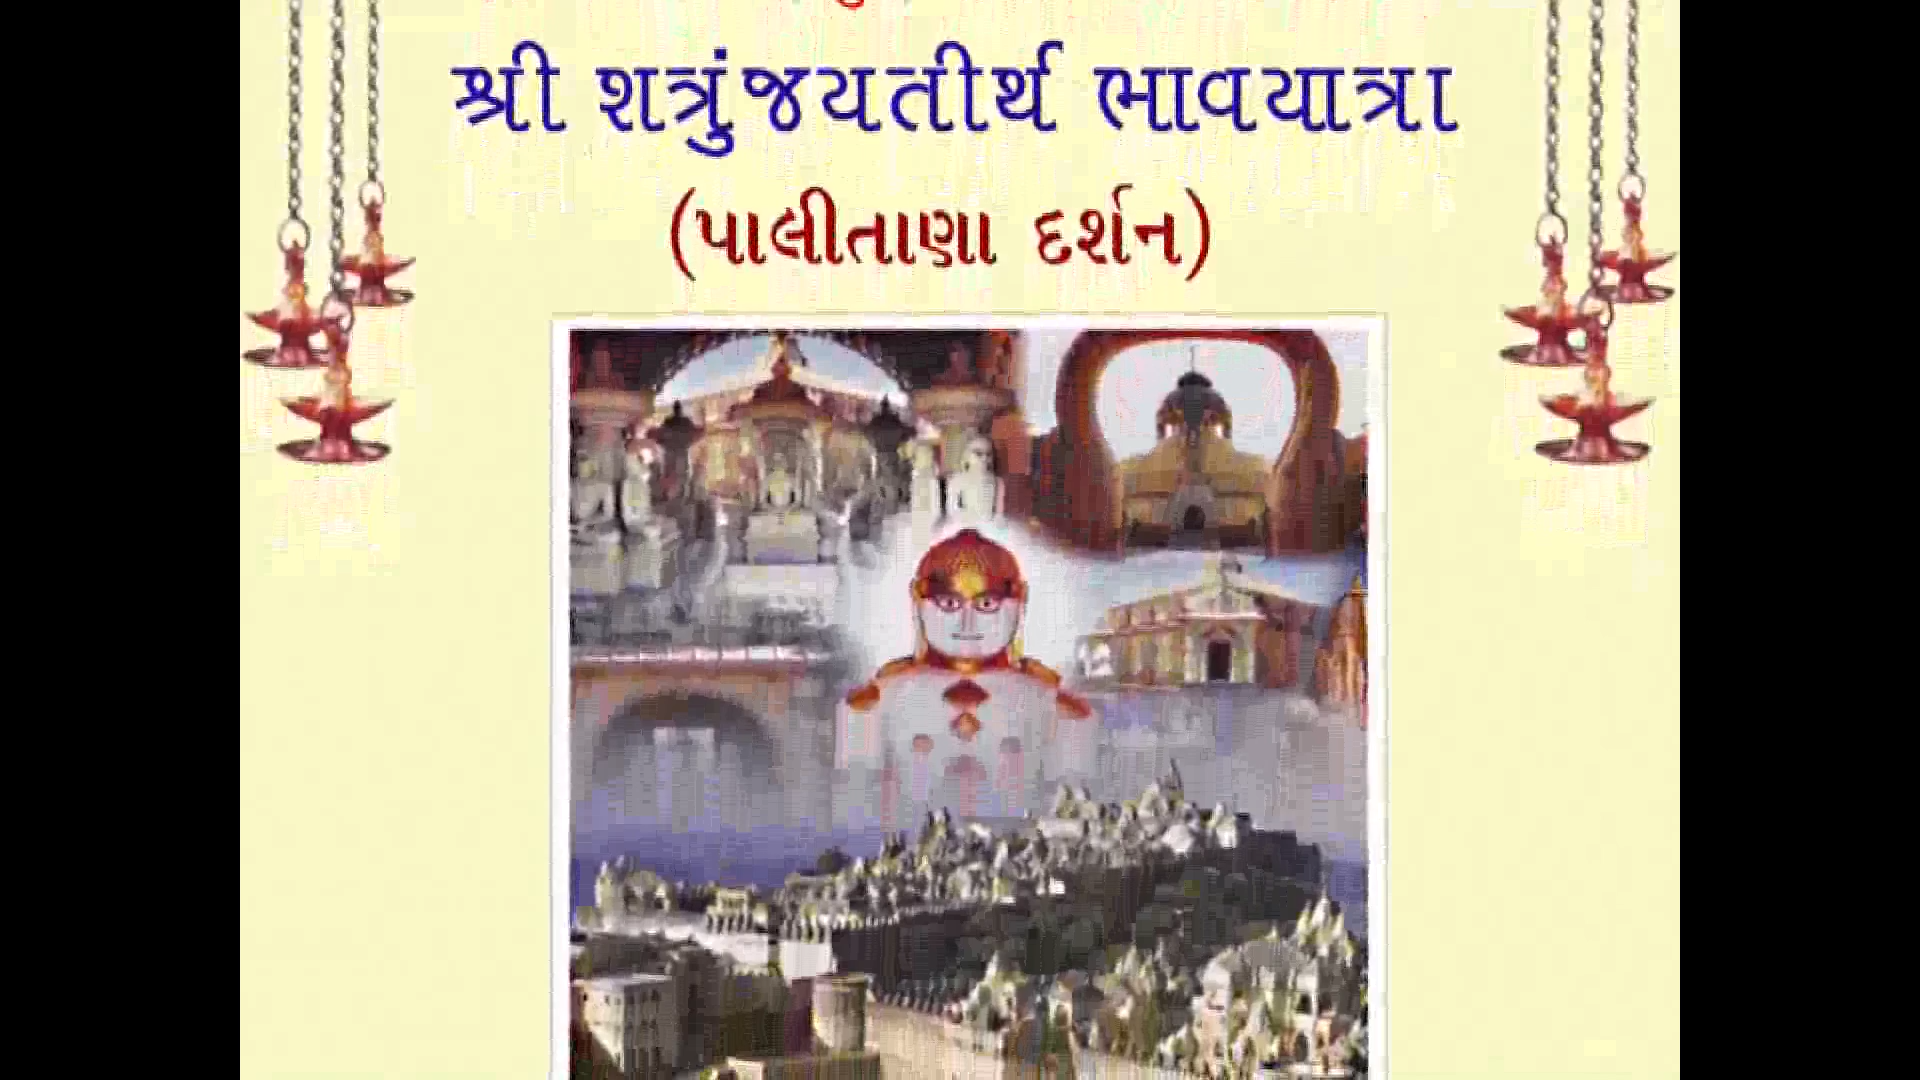 શ્રી શત્રુંજયતીર્થ ભાવયાત્રા
(પાલીતાણા દર્શન)